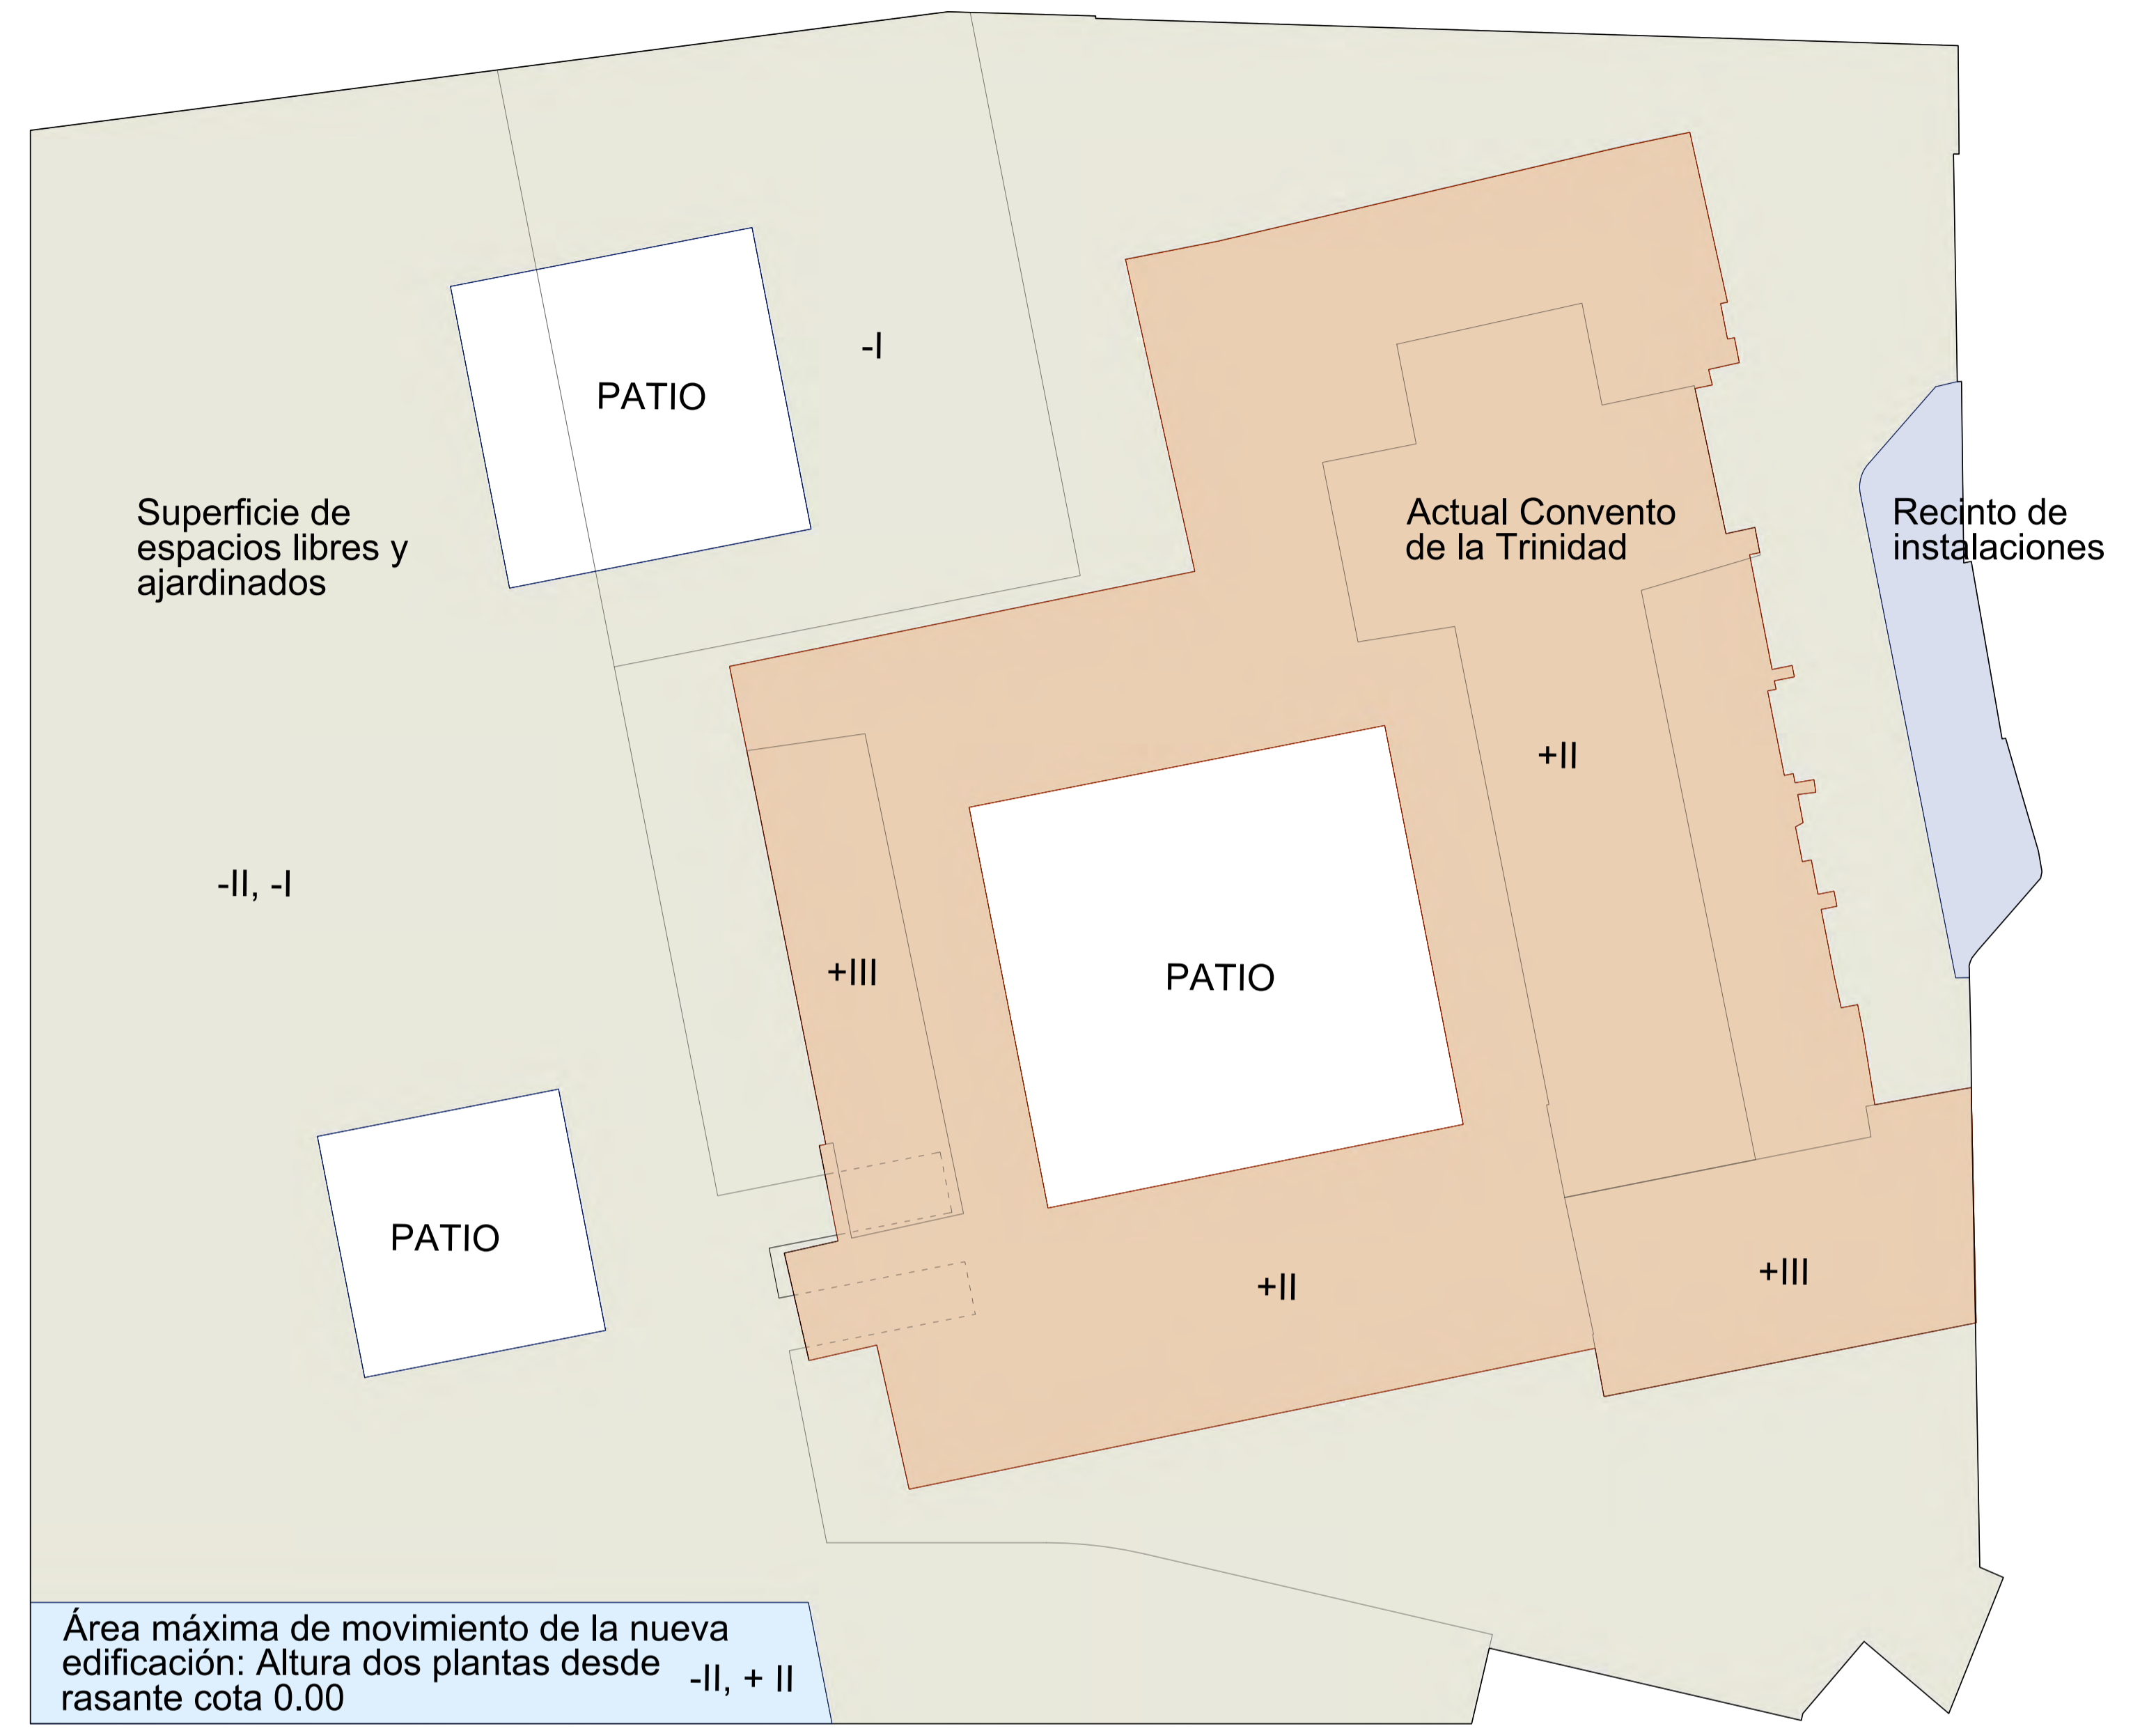 -I
PATIO
Superficie de
espacios libres y
ajardinados
Actual Convento
de la Trinidad
Recinto de
instalaciones
+II
-II, -I
+III
PATIO
PATIO
+II
+III
Área máxima de movimiento de la nueva
edificación: Altura dos plantas desde
rasante cota 0.00
-II, + II